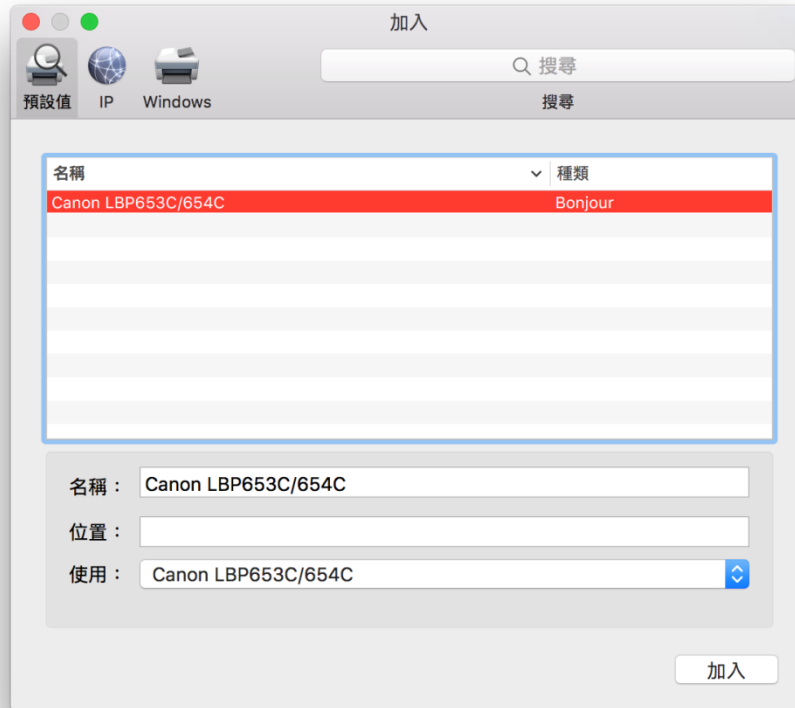 加入
搜尋
預設值 IP Windows 搜尋
名稱 種類
Canon LBP653C/654C Bonjour
名稱： Canon LBP653C/654C
位置：
使用： Canon LBP653C/654C
加入